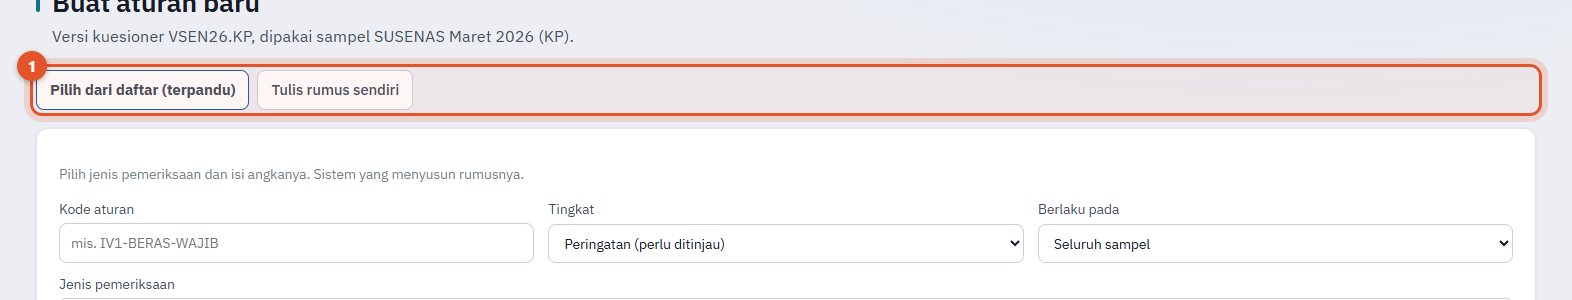 Buat aturan baru
Versi kuesioner VSEN26.KP, dipakai sampel SUSENAS Maret 2026 (KP).
1
Pilih dari daftar (terpandu)
Tulis rumus sendiri
Pilih jenis pemeriksaan dan isi angkanya. Sistem yang menyusun rumusnya.
Kode aturan
Tingkat
Berlaku pada
mis. IV1-BERAS-WAJIB
Peringatan (perlu ditinjau)
Seluruh sampel
Jenis pemeriksaan